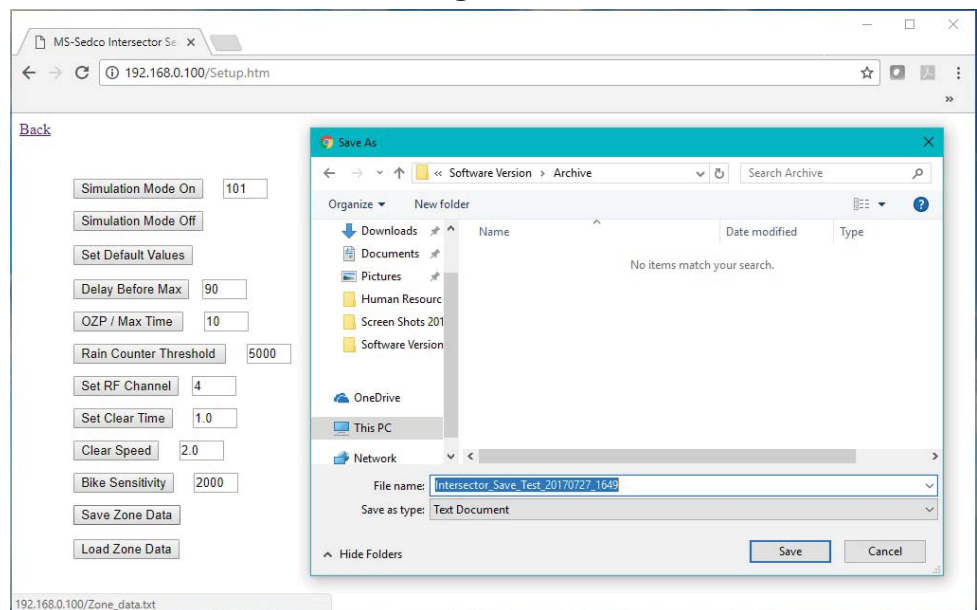 MS-Sedco Intersector Se
192.168.0.100/Setup.htm
Back
Simulation Mode On 101
Simulation Mode Off
Set Default Values
Delay Before Max 90
OZP / Max Time 10
Rain Counter Threshold 5000
Set RF Channel 4
Set Clear Time 1.0
Clear Speed 2.0
Bike Sensitivity 2000
Save Zone Data
Load Zone Data
192.168.0.100/Zone_data.txt
Save As
« Software Version › Archive
Search Archive
Organize
New folder
Downloads
Documents
Pictures
Human Resourc
Screen Shots 201
Software Version
OneDrive
This PC
Network
Name Date modified Type
No items match your search.
File name: Intersector_Save_Test_20170727_1649
Save as type: Text Document
Hide Folders
Save Cancel